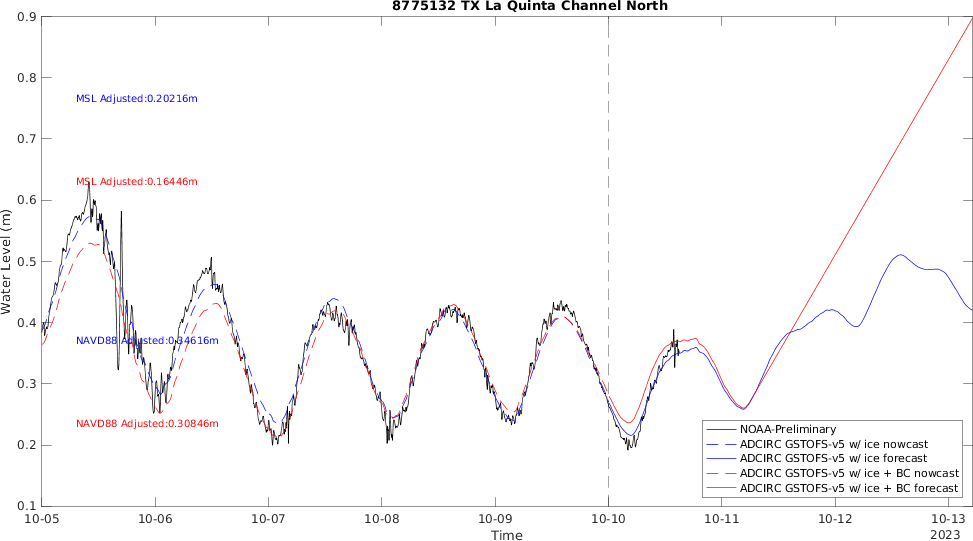 8775132 TX La Quinta Channel North
0.9
0.8
0.7
0.6
0.5
0.4
0.3
0.2
0.1
Water Level (m)
MSL Adjusted:0.20216m
MSL Adjusted:0.16446m
NAVD88 Adjusted:0.34616m
NAVD88 Adjusted:0.30846m
NOAA-Preliminary
ADCIRC GSTOFS-v5 w/ ice nowcast
ADCIRC GSTOFS-v5 w/ ice forecast
ADCIRC GSTOFS-v5 w/ ice + BC nowcast
ADCIRC GSTOFS-v5 w/ ice + BC forecast
10-05 10-06 10-07 10-08 10-09 10-10 10-11 10-12 10-13
2023
Time